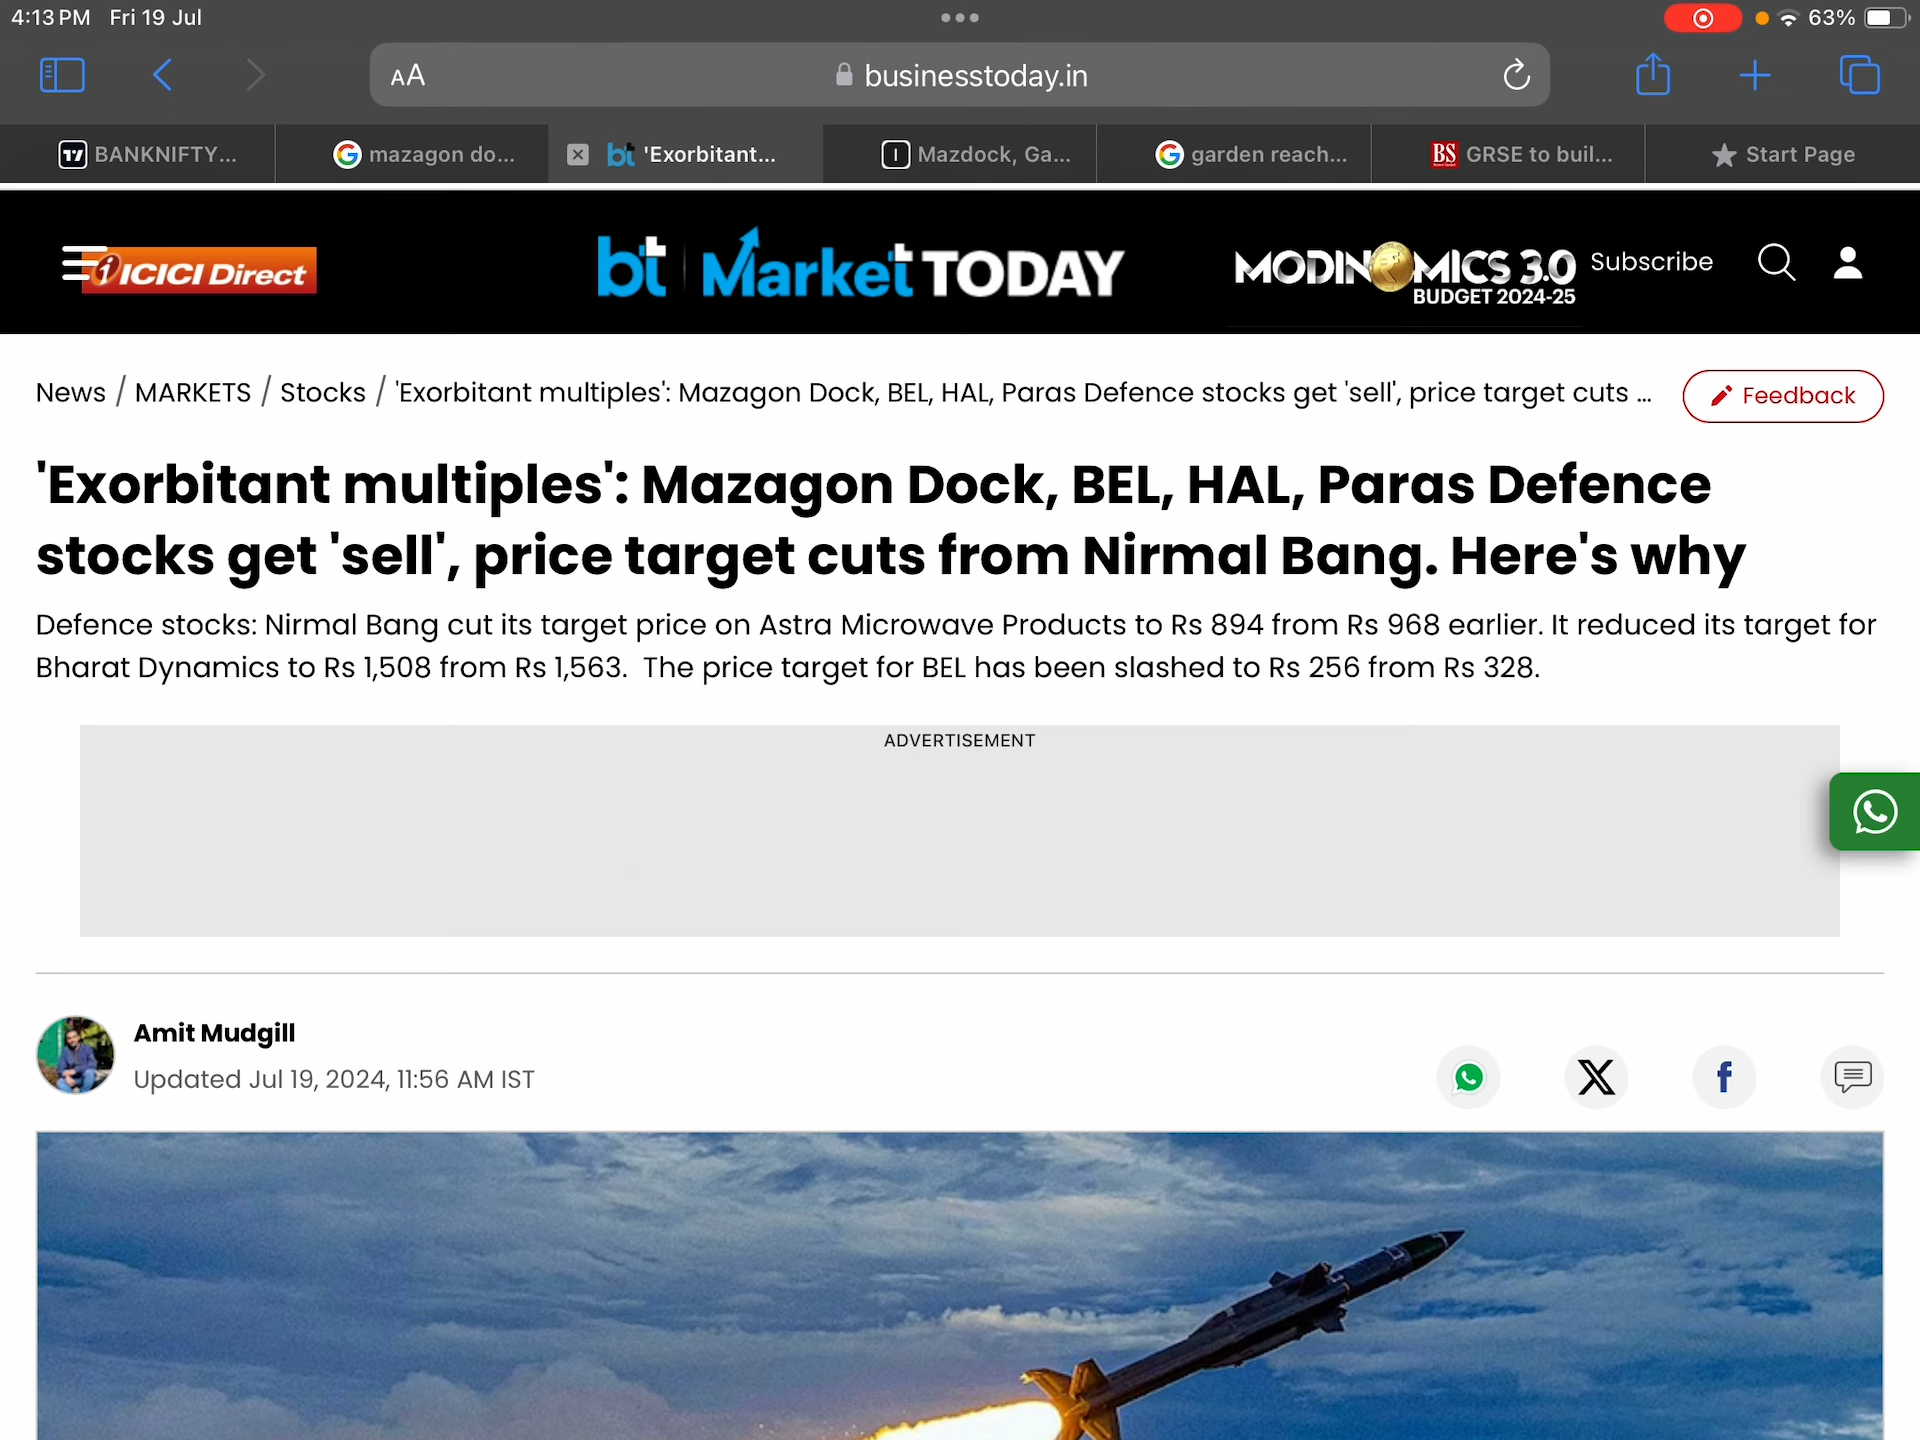 4:13 PM Fri 19 Jul
63%
AA
businesstoday.in
BANKNIFTY...
mazagon do...
bt 'Exorbitant...
Mazdock, Ga...
garden reach...
BS GRSE to buil...
Start Page
ICICI Direct
bt Market TODAY
MODINOMICS 3.0
BUDGET 2024-25
Subscribe
News / MARKETS / Stocks / 'Exorbitant multiples': Mazagon Dock, BEL, HAL, Paras Defence stocks get 'sell', price target cuts ...
Feedback
'Exorbitant multiples': Mazagon Dock, BEL, HAL, Paras Defence
stocks get 'sell', price target cuts from Nirmal Bang. Here's why
Defence stocks: Nirmal Bang cut its target price on Astra Microwave Products to Rs 894 from Rs 968 earlier. It reduced its target for
Bharat Dynamics to Rs 1,508 from Rs 1,563. The price target for BEL has been slashed to Rs 256 from Rs 328.
ADVERTISEMENT
Amit Mudgill
Updated Jul 19, 2024, 11:56 AM IST